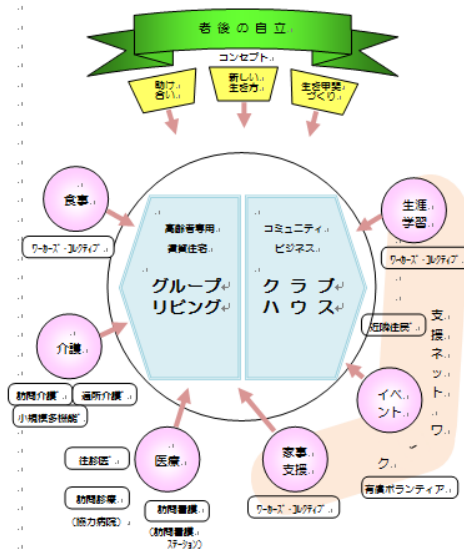 老後の自立
コンセプト
助け
合い
新しい
生き方
生き甲斐
づくり
食事
ワーカーズ・コレクティブ
高齢者専用
賃貸住宅
グループ
リビング
コミュニティ
ビジネス
クラブ
ハウス
生涯
学習
ワーカーズ・コレクティブ
近隣住民
支援ネットワーク
介護
訪問介護
通所介護
小規模多機能
イベ
ント
往診医
医療
家事
支援
訪問診療
(協力病院)
訪問看護
(訪問看護
ステーション)
ワーカーズ・コレクティブ
有償ボランティア